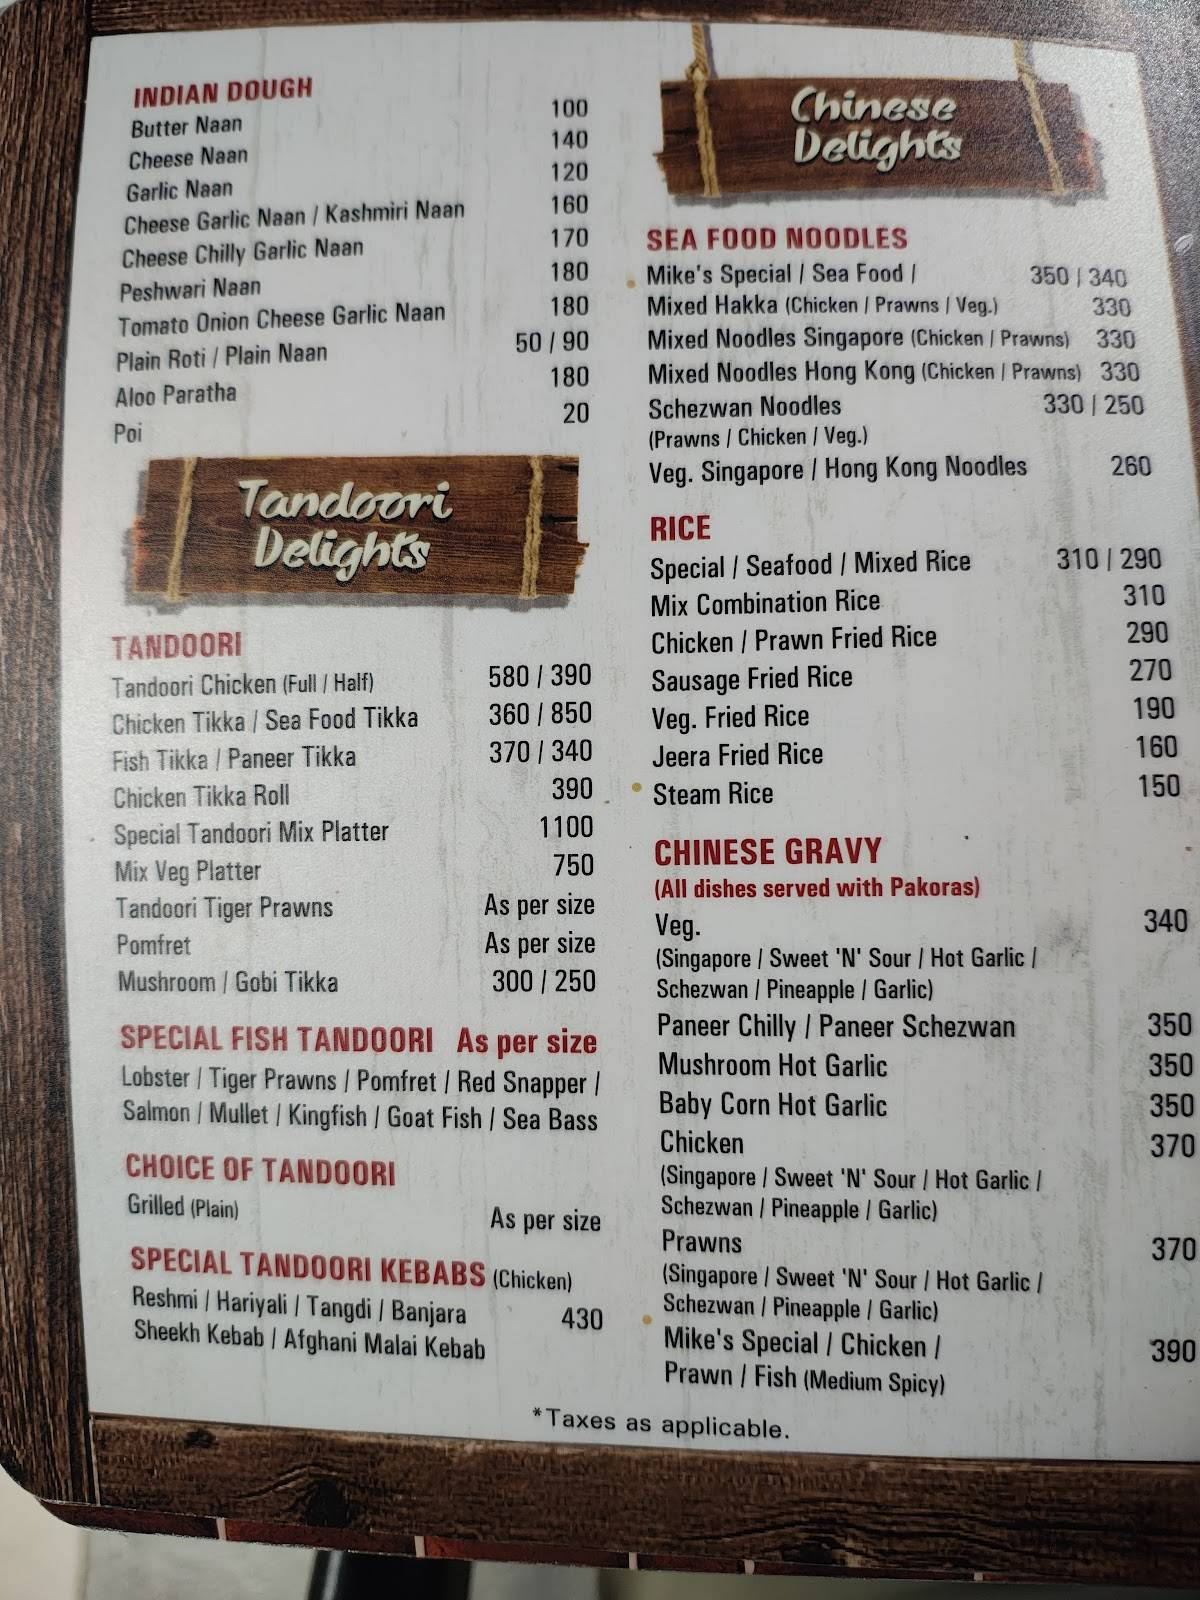 INDIAN DOUGH
Butter Naan 100
Cheese Naan 140
Garlic Naan 120
Cheese Garlic Naan / Kashmiri Naan 160
Cheese Chilly Garlic Naan 170
Peshwari Naan 180
Tomato Onion Cheese Garlic Naan 180
Plain Roti / Plain Naan 50 / 90
Aloo Paratha 180
Poi 20
Tandoori
Delights
TANDOORI
Tandoori Chicken (Full / Half) 580 / 390
Chicken Tikka / Sea Food Tikka 360 / 850
Fish Tikka / Paneer Tikka 370 / 340
Chicken Tikka Roll 390
Special Tandoori Mix Platter 1100
Mix Veg Platter 750
Tandoori Tiger Prawns As per size
Pomfret As per size
Mushroom / Gobi Tikka 300 / 250
SPECIAL FISH TANDOORI As per size
Lobster / Tiger Prawns / Pomfret / Red Snapper /
Salmon / Mullet / Kingfish / Goat Fish / Sea Bass
CHOICE OF TANDOORI
Grilled (Plain) As per size
SPECIAL TANDOORI KEBABS (Chicken)
Reshmi / Hariyali / Tangdi / Banjara 430
Sheekh Kebab / Afghani Malai Kebab
Chinese
Delights
SEA FOOD NOODLES
Mike's Special / Sea Food / 350 | 340
Mixed Hakka (Chicken / Prawns / Veg.) 330
Mixed Noodles Singapore (Chicken / Prawns) 330
Mixed Noodles Hong Kong (Chicken / Prawns) 330
Schezwan Noodles 330 | 250
(Prawns / Chicken / Veg.)
Veg. Singapore / Hong Kong Noodles 260
RICE
Special / Seafood / Mixed Rice 310 | 290
Mix Combination Rice 310
Chicken / Prawn Fried Rice 290
Sausage Fried Rice 270
Veg. Fried Rice 190
Jeera Fried Rice 160
Steam Rice 150
CHINESE GRAVY
(All dishes served with Pakoras)
Veg. 340
(Singapore / Sweet 'N' Sour / Hot Garlic /
Schezwan / Pineapple / Garlic)
Paneer Chilly / Paneer Schezwan 350
Mushroom Hot Garlic 350
Baby Corn Hot Garlic 350
Chicken 370
(Singapore / Sweet 'N' Sour / Hot Garlic /
Schezwan / Pineapple / Garlic)
Prawns 370
(Singapore / Sweet 'N' Sour / Hot Garlic /
Schezwan / Pineapple / Garlic)
Mike's Special / Chicken / 390
Prawn / Fish (Medium Spicy)
*Taxes as applicable.